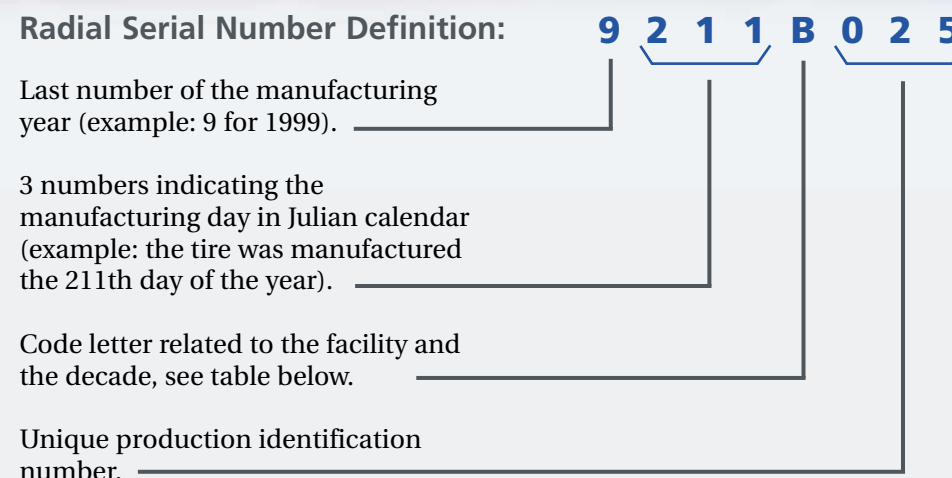 Radial Serial Number Definition: 9 2 1 1 B 0 2 5
Last number of the manufacturing
year (example: 9 for 1999).
3 numbers indicating the
manufacturing day in Julian calendar
(example: the tire was manufactured
the 211th day of the year).
Code letter related to the facility and
the decade, see table below.
Unique production identification
number.